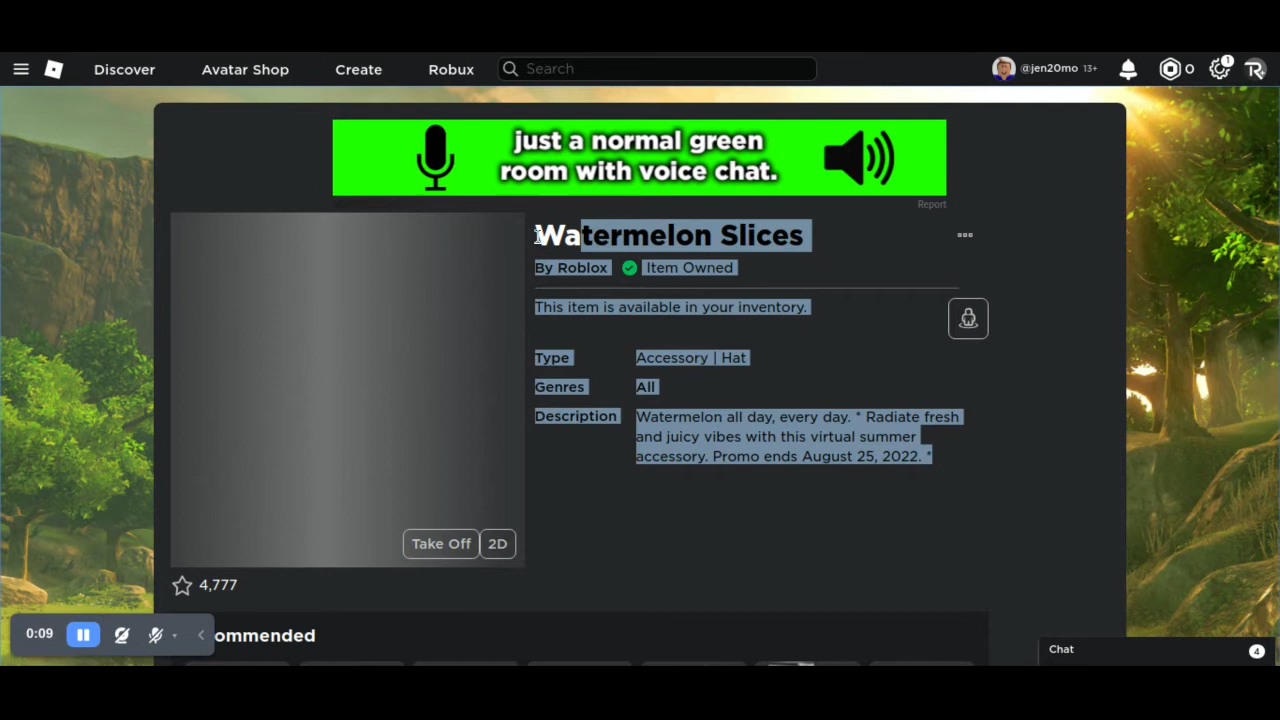 Discover
Avatar Shop
Create
Robux
Search
@jen20mo 13+
0
1
just a normal green
room with voice chat.
Report
Watermelon Slices
By Roblox Item Owned
This item is available in your inventory.
Type Accessory | Hat
Genres All
Description Watermelon all day, every day. * Radiate fresh
and juicy vibes with this virtual summer
accessory. Promo ends August 25, 2022. *
Take Off
2D
4,777
0:09
ommended
Chat
4